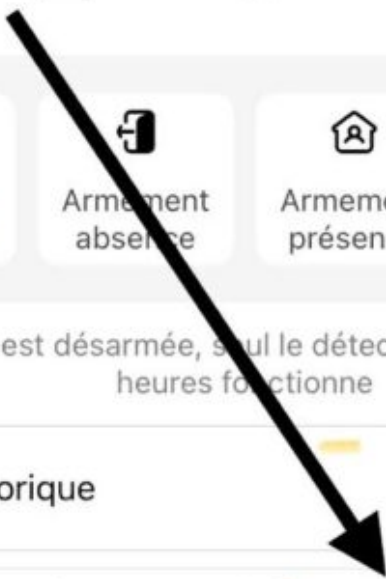 Armement
absence
Armeme
présen
est désarmée, seul le détec
heures fonctionne
orique